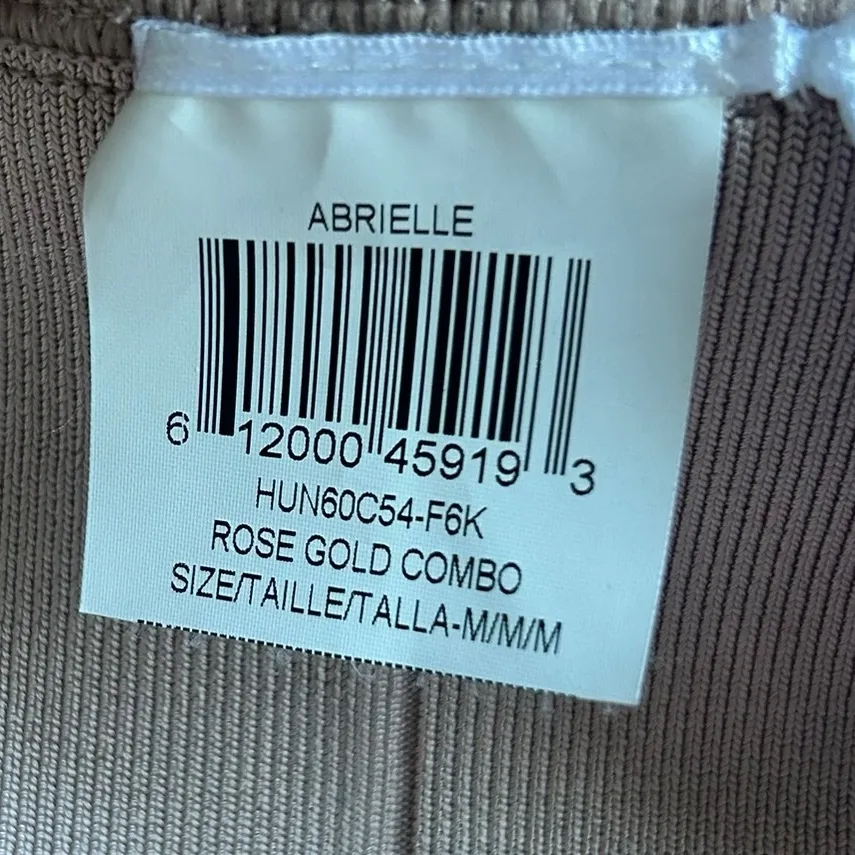 ABRIELLE
6 12000 45919 3
HUN60C54-F6K
ROSE GOLD COMBO
SIZE/TAILLE/TALLA-M/M/M